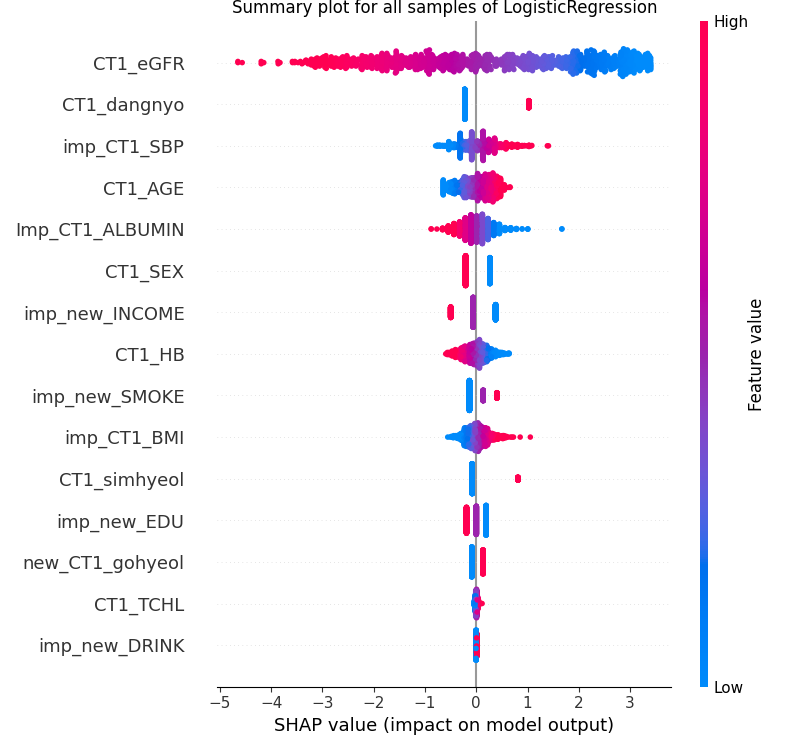 Summary plot for all samples of LogisticRegression
High
CT1_eGFR
CT1_dangnyo
imp_CT1_SBP
CT1_AGE
Imp_CT1_ALBUMIN
CT1_SEX
imp_new_INCOME
CT1_HB
imp_new_SMOKE
imp_CT1_BMI
CT1_simhyeol
imp_new_EDU
new_CT1_gohyeol
CT1_TCHL
imp_new_DRINK
Feature value
Low
−5 −4 −3 −2 −1 0 1 2 3
SHAP value (impact on model output)